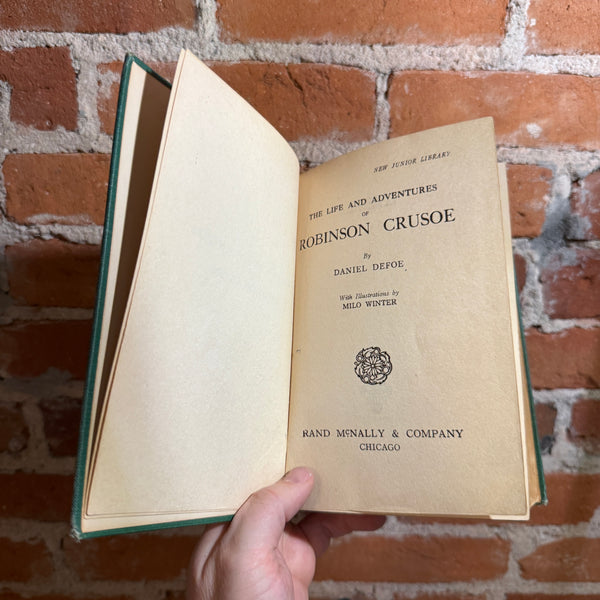 NEW JUNIOR LIBRARY
THE LIFE AND ADVENTURES
OF
ROBINSON CRUSOE
By
DANIEL DEFOE
With Illustrations by
MILO WINTER
RAND McNALLY & COMPANY
CHICAGO